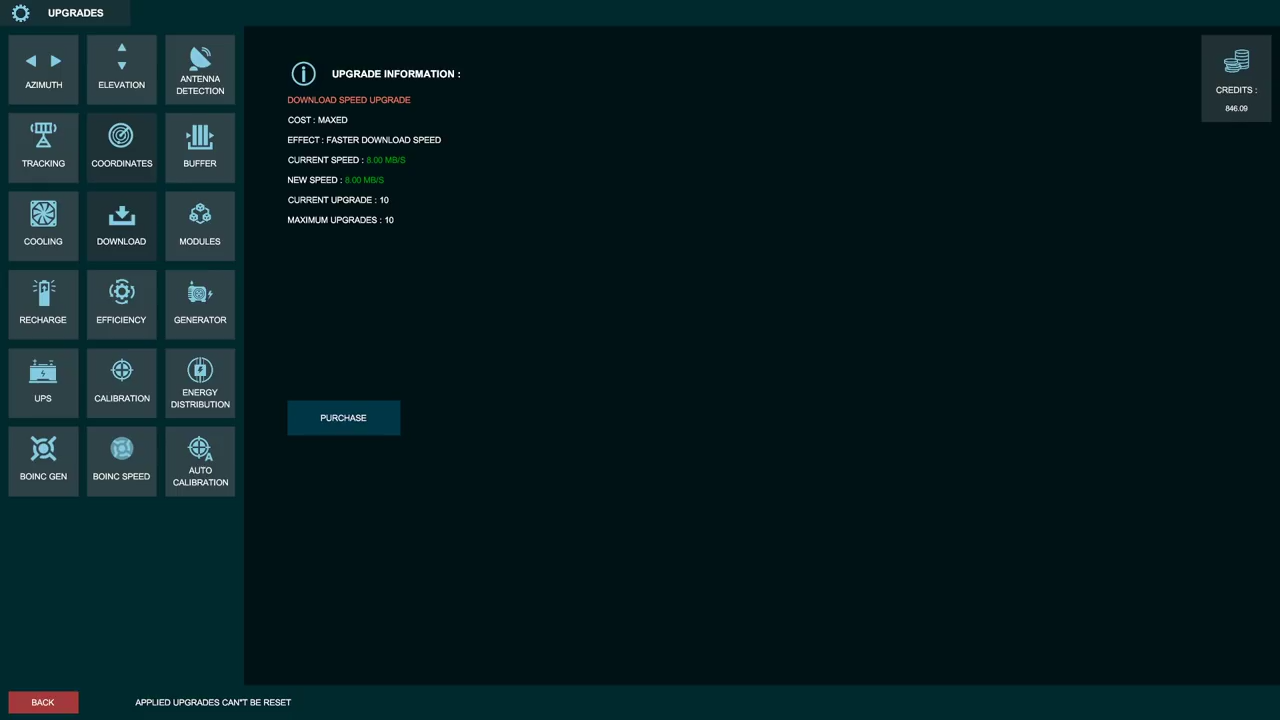 UPGRADES
AZIMUTH
ELEVATION
ANTENNA
DETECTION
TRACKING
COORDINATES
BUFFER
COOLING
DOWNLOAD
MODULES
RECHARGE
EFFICIENCY
GENERATOR
UPS
CALIBRATION
ENERGY
DISTRIBUTION
BOINC GEN
BOINC SPEED
AUTO
CALIBRATION
UPGRADE INFORMATION :
DOWNLOAD SPEED UPGRADE
COST : MAXED
EFFECT : FASTER DOWNLOAD SPEED
CURRENT SPEED : 8.00 MB/S
NEW SPEED : 8.00 MB/S
CURRENT UPGRADE : 10
MAXIMUM UPGRADES : 10
PURCHASE
CREDITS :
846.09
BACK
APPLIED UPGRADES CAN"T BE RESET